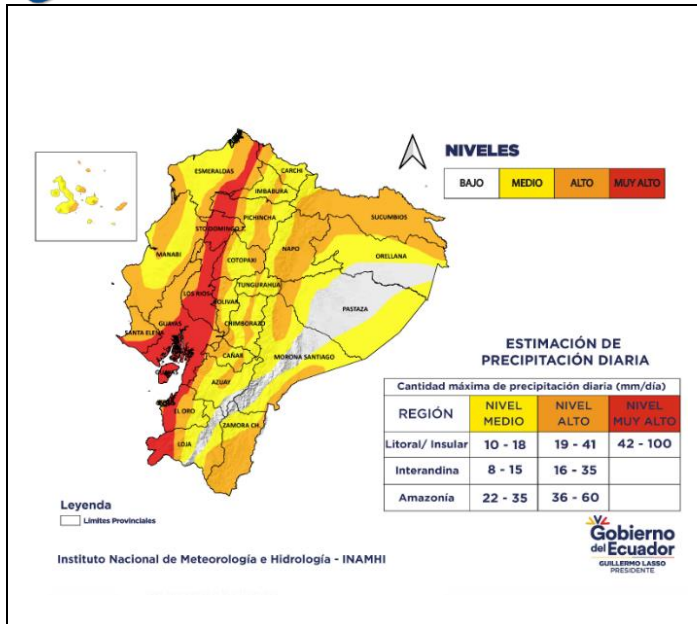 NIVELES
BAJO MEDIO ALTO MUY ALTO
ESMERALDAS
CARCHI
IMBABURA
PICHINCHA
SUCUMBIOS
STO DOMINGO T.
NAPO
ORELLANA
MANABI
COTOPAXI
TUNGURAHUA
LOS RIOS
BOLIVAR
PASTAZA
GUAYAS
SANTA ELENA
CHIMBORAZO
MORONA SANTIAGO
CAÑAR
AZUAY
EL ORO
ZAMORA CH.
LOJA
ESTIMACIÓN DE
PRECIPITACIÓN DIARIA
Cantidad máxima de precipitación diaria (mm/día)
REGIÓN NIVEL MEDIO NIVEL ALTO NIVEL MUY ALTO
Litoral/ Insular 10 - 18 19 - 41 42 - 100
Interandina 8 - 15 16 - 35
Amazonía 22 - 35 36 - 60
Leyenda
Límites Provinciales
Instituto Nacional de Meteorología e Hidrología - INAMHI
Gobierno
del Ecuador
GUILLERMO LASSO
PRESIDENTE